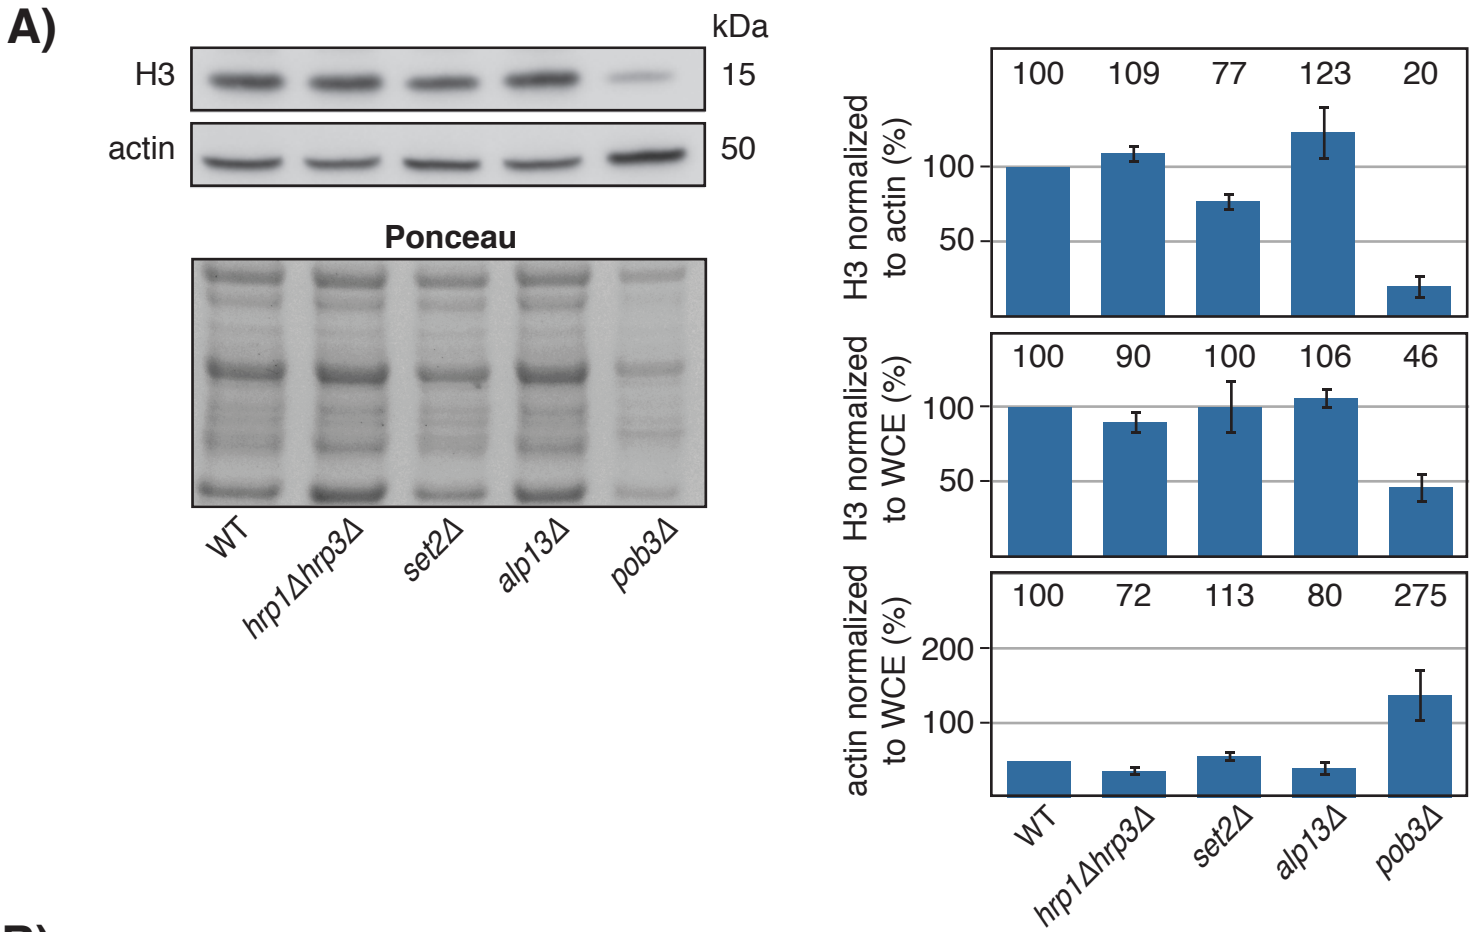 A)
kDa
H3
15
actin
50
Ponceau
WT
hrp1Δhrp3Δ
set2Δ
alp13Δ
pob3Δ
H3 normalized
to actin (%)
100
50
100 109 77 123 20
H3 normalized
to WCE (%)
100
50
100 90 100 106 46
actin normalized
to WCE (%)
200
100
100 72 113 80 275
WT
hrp1Δhrp3Δ
set2Δ
alp13Δ
pob3Δ